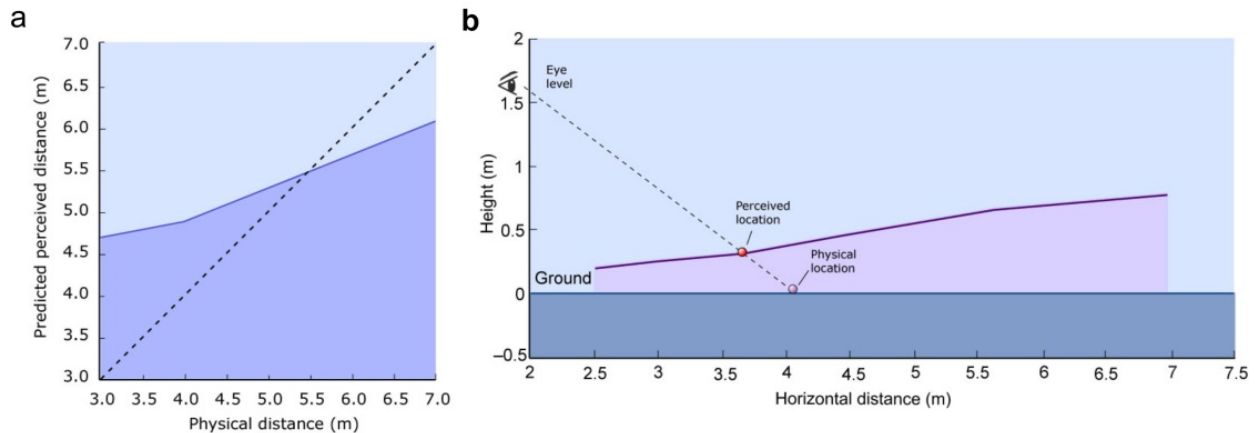 a
Predicted perceived distance (m)
7.0
6.5
6.0
5.5
5.0
4.5
4.0
3.5
3.0
3.0 3.5 4.0 4.5 5.0 5.5 6.0 6.5 7.0
Physical distance (m)
b
Height (m)
2
1.5
1
0.5
0
–0.5
Eye
level
Perceived
location
Physical
location
Ground
2 2.5 3 3.5 4 4.5 5 5.5 6 6.5 7 7.5
Horizontal distance (m)